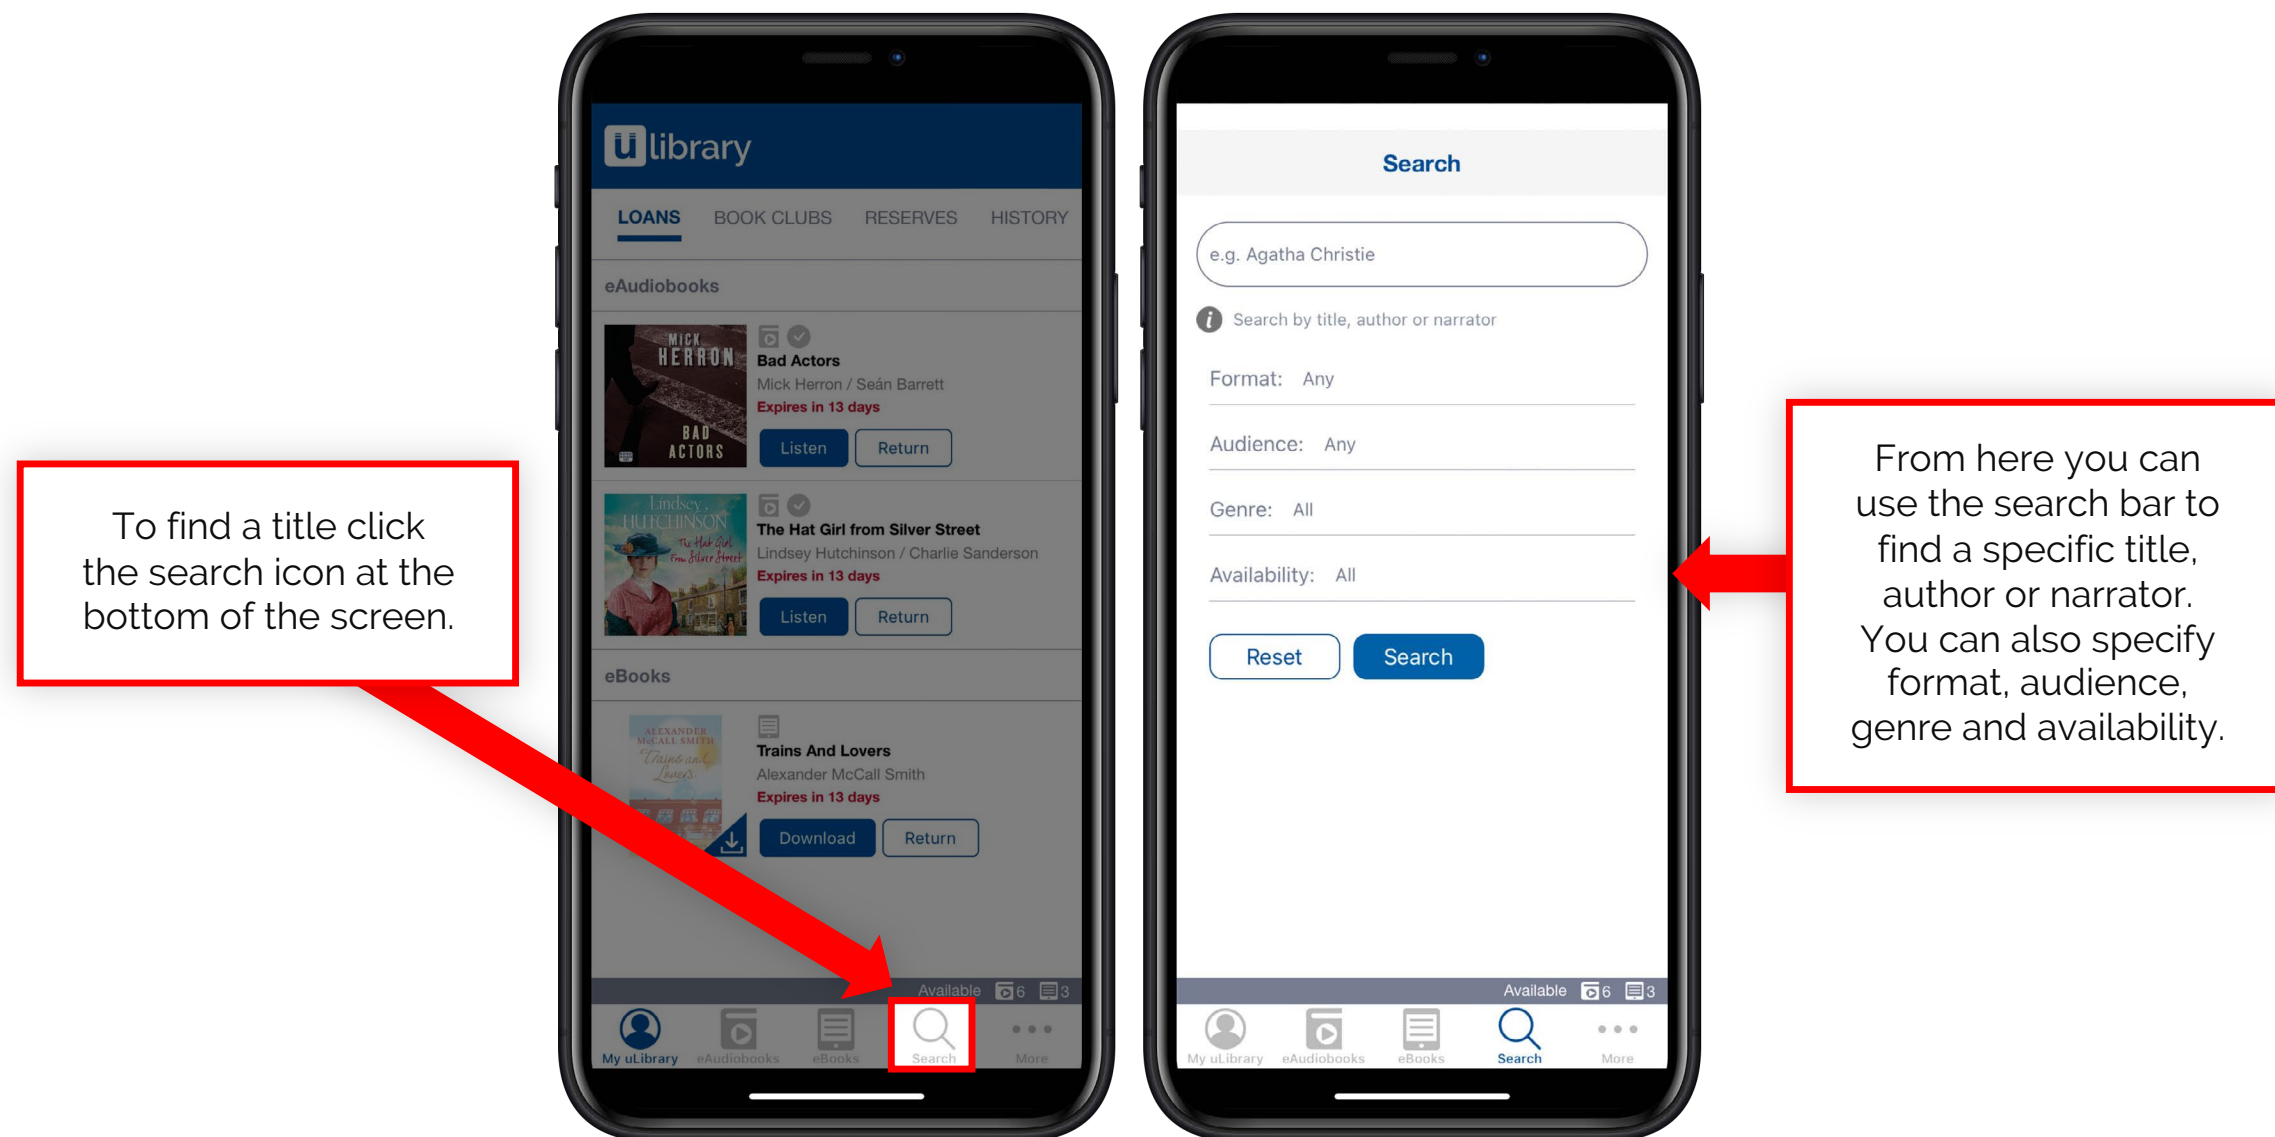 To find a title click
the search icon at the
bottom of the screen.
ulibrary
LOANS BOOK CLUBS RESERVES HISTORY
eAudiobooks
MICK
HERRON
BAD
ACTORS
Bad Actors
Mick Herron / Seán Barrett
Expires in 13 days
Listen Return
Lindsey
HUTCHINSON
The Hat Girl
From Silver Street
The Hat Girl from Silver Street
Lindsey Hutchinson / Charlie Sanderson
Expires in 13 days
Listen Return
eBooks
ALEXANDER
McCALL SMITH
Trains and
Lovers
Trains And Lovers
Alexander McCall Smith
Expires in 13 days
Download Return
Available 6 3
My uLibrary eAudiobooks eBooks Search More
Search
e.g. Agatha Christie
i Search by title, author or narrator
Format: Any
Audience: Any
Genre: All
Availability: All
Reset Search
Available 6 3
My uLibrary eAudiobooks eBooks Search More
From here you can
use the search bar to
find a specific title,
author or narrator.
You can also specify
format, audience,
genre and availability.